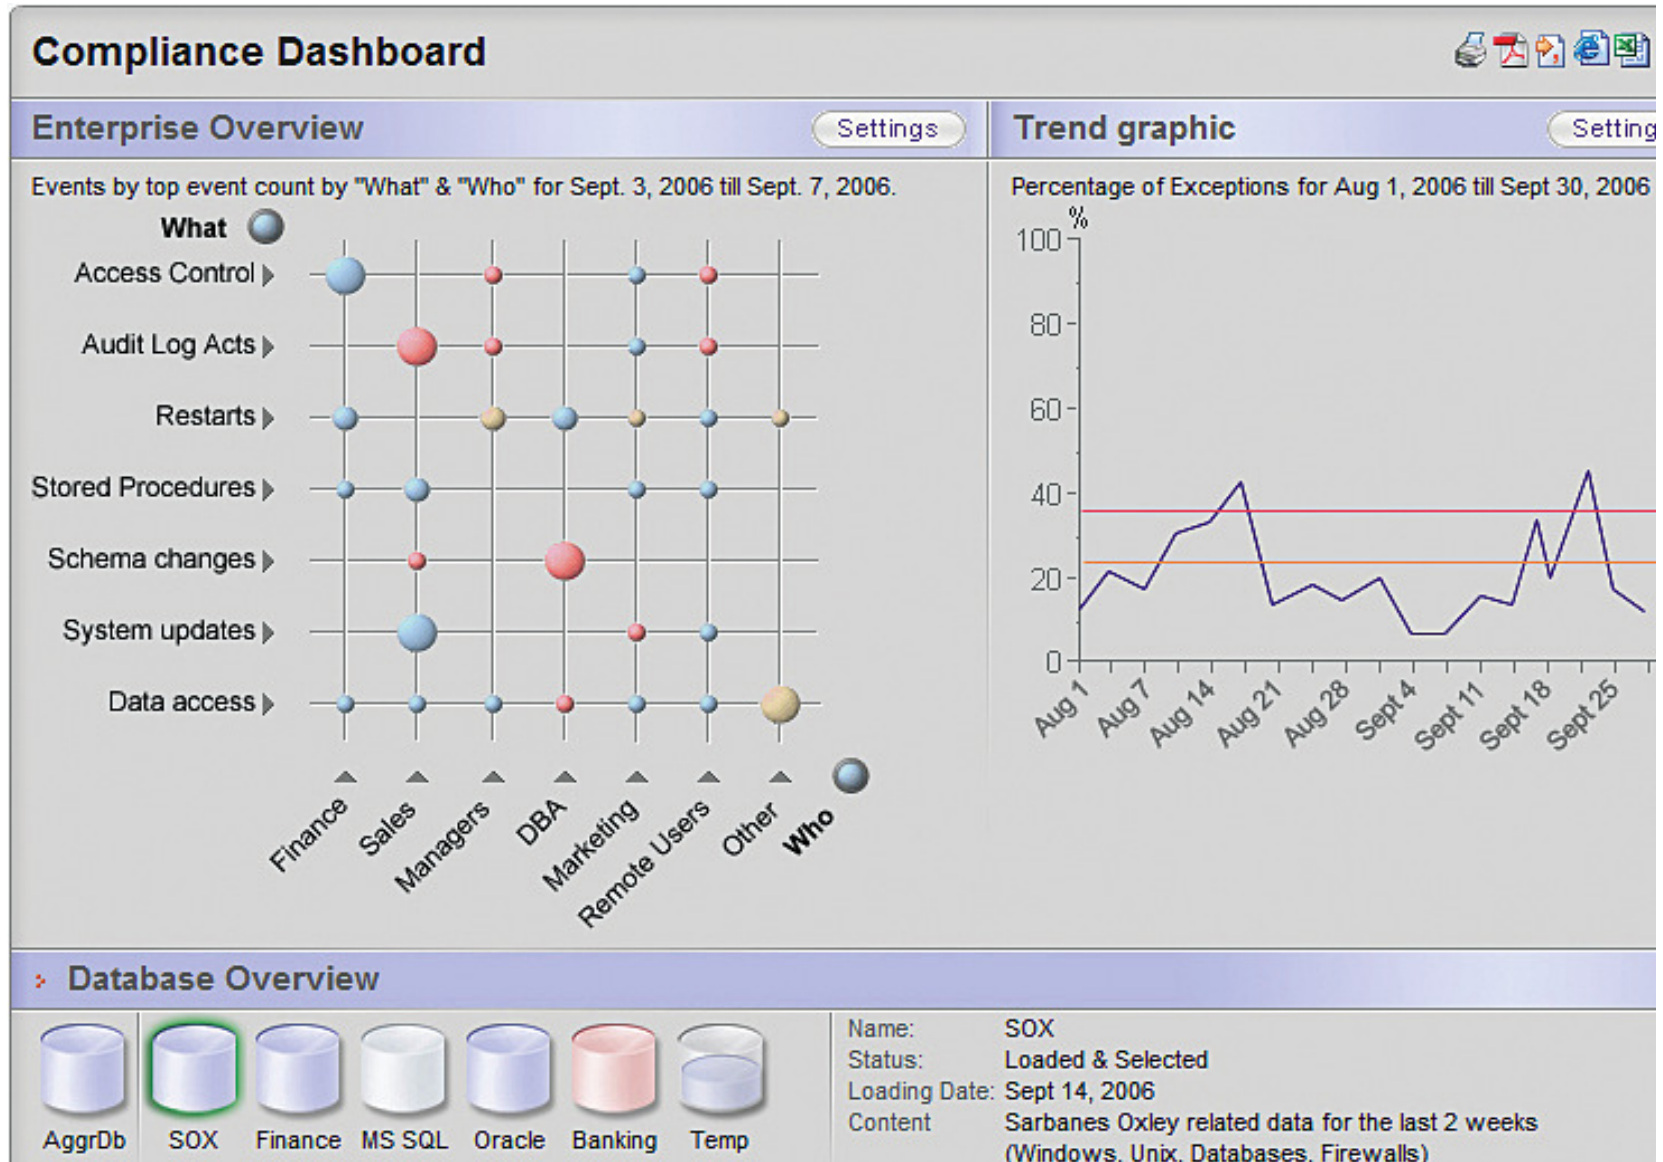 Compliance Dashboard
Enterprise Overview
Settings
Events by top event count by "What" & "Who" for Sept. 3, 2006 till Sept. 7, 2006.
What
Access Control
Audit Log Acts
Restarts
Stored Procedures
Schema changes
System updates
Data access
Finance
Sales
Managers
DBA
Marketing
Remote Users
Other
Who
Trend graphic
Setting
Percentage of Exceptions for Aug 1, 2006 till Sept 30, 2006
%
100
80
60
40
20
0
Aug 1
Aug 7
Aug 14
Aug 21
Aug 28
Sept 4
Sept 11
Sept 18
Sept 25
Database Overview
AggrDb
SOX
Finance
MS SQL
Oracle
Banking
Temp
Name: SOX
Status: Loaded & Selected
Loading Date: Sept 14, 2006
Content Sarbanes Oxley related data for the last 2 weeks
(Windows, Unix, Databases, Firewalls)